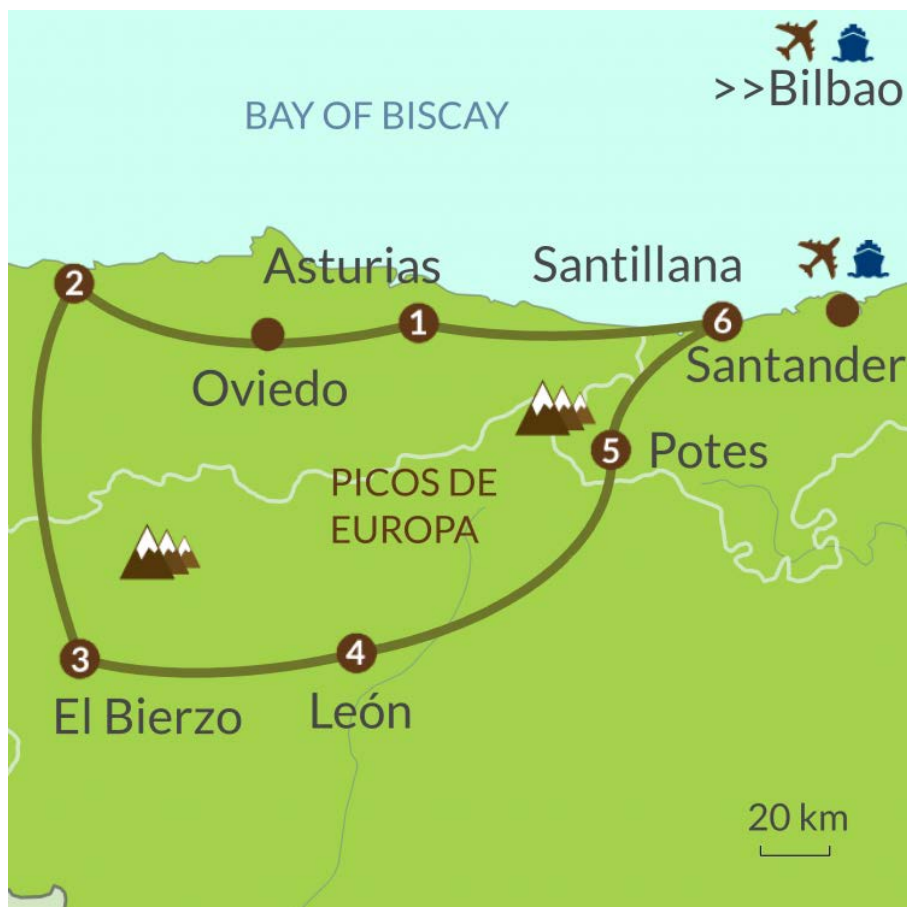 >>Bilbao
BAY OF BISCAY
Asturias
Santillana
2
1
6
Oviedo
Santander
5
Potes
PICOS DE
EUROPA
3
4
El Bierzo
León
20 km